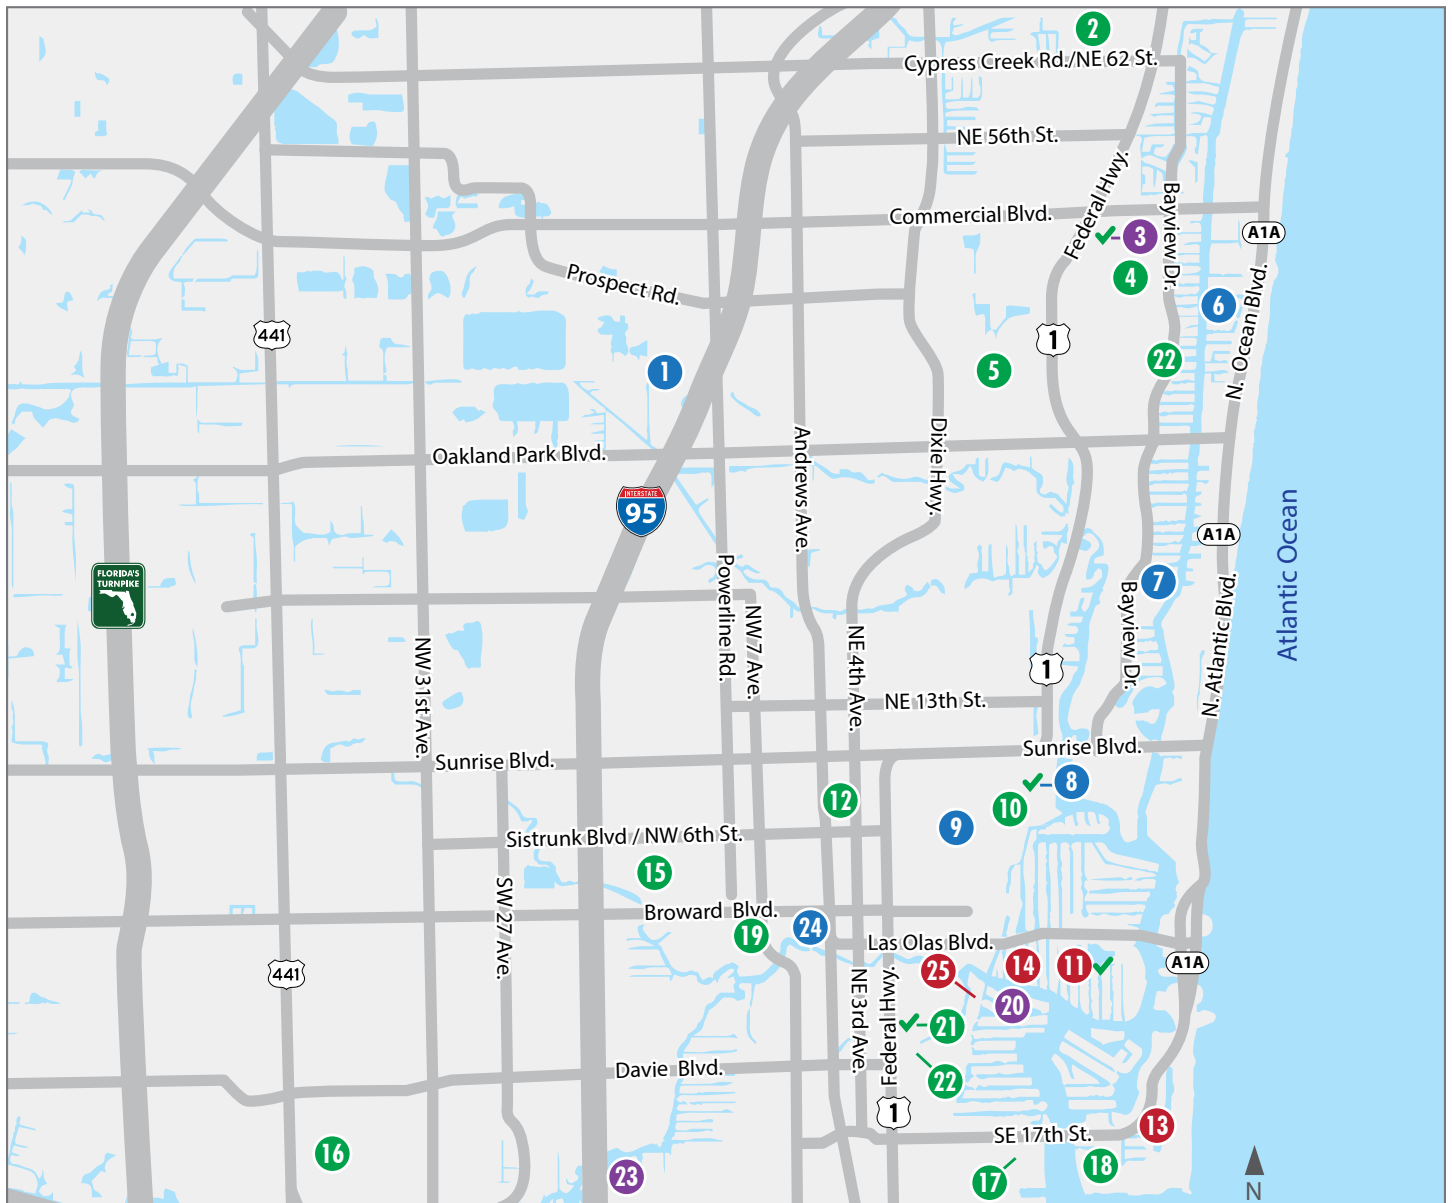 2
Cypress Creek Rd./NE 62 St.
NE 56th St.
Federal Hwy.
Bayview Dr.
Commercial Blvd.
A1A
3
4
Prospect Rd.
N. Ocean Blvd.
6
441
1
22
1
5
Oakland Park Blvd.
Andrews Ave.
Dixie Hwy.
INTERSTATE
95
A1A
Atlantic Ocean
FLORIDA'S
TURNPIKE
Powerline Rd.
7
Bayview Dr.
N. Atlantic Blvd.
NW 7 Ave.
NE 4th Ave.
NW 31st Ave.
1
NE 13th St.
Sunrise Blvd.
Sunrise Blvd.
8
12
10
9
Sistrunk Blvd / NW 6th St.
15
SW 27 Ave.
Broward Blvd.
19
24
Las Olas Blvd.
441
25
14
11
A1A
20
NE 3rd Ave.
Federal Hwy.
21
Davie Blvd.
22
1
13
SE 17th St.
16
23
17
18
N